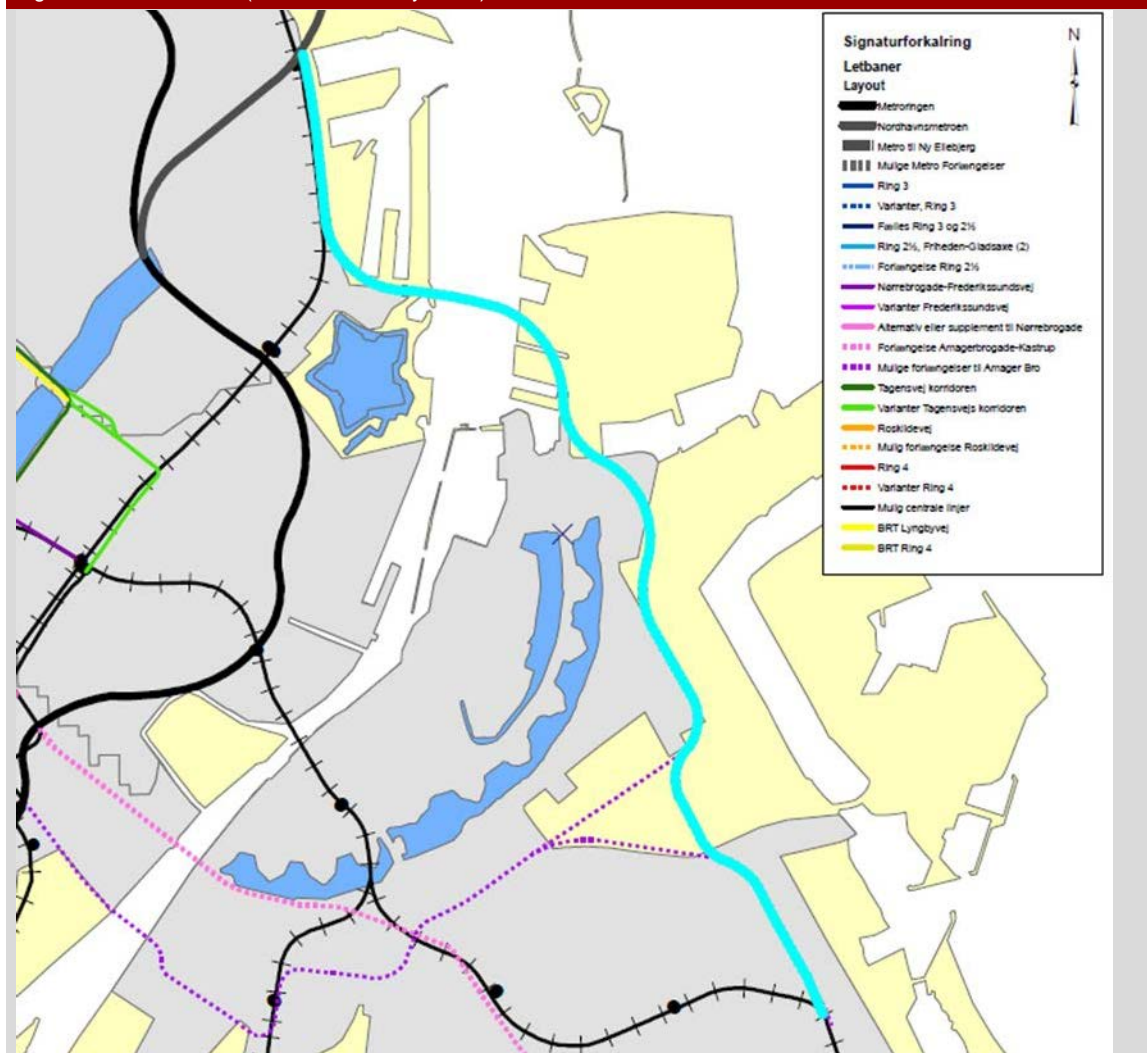 Signaturforkalring
N
Letbaner
Layout
Metroringen
Nordhavnsmetroen
Metro til Ny Ellebjerg
Mulige Metro Forlængelser
Ring 3
Varianter, Ring 3
Fælles Ring 3 og 2½
Ring 2½, Friheden-Gladsaxe (2)
Forlængelse Ring 2½
Nørrebrogade-Frederikssundsvej
Varianter Frederikssundsvej
Alternativ eller supplement til Nørrebrogade
Forlængelse Amagerbrogade-Kastrup
Mulige forlængelser til Amager Bro
Tagensvej korridoren
Varianter Tagensvejs korridoren
Roskildevej
Mulig forlængelse Roskildevej
Ring 4
Varianter Ring 4
Mulig centrale linjer
BRT Lyngbyvej
BRT Ring 4